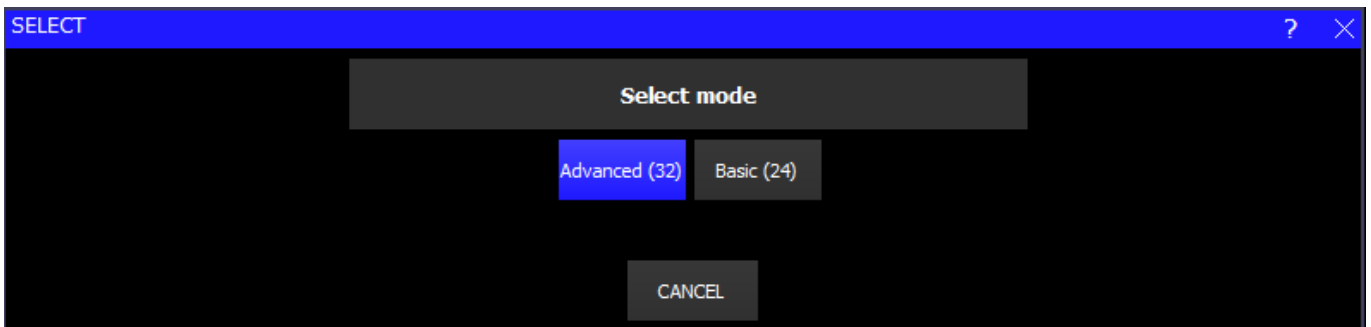 SELECT ?
Select mode
Advanced (32) Basic (24)
CANCEL